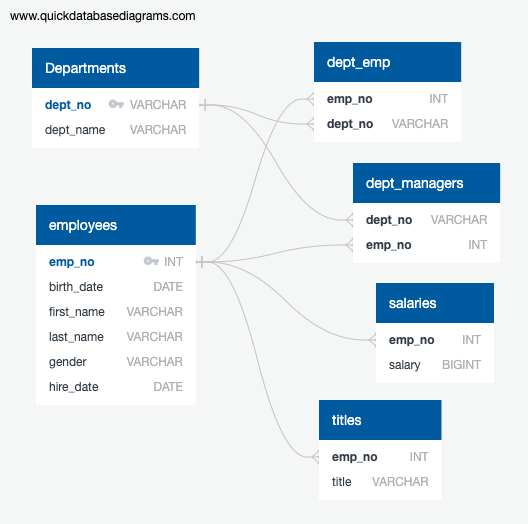 www.quickdatabasediagrams.com
Departments
dept_no VARCHAR
dept_name VARCHAR
employees
emp_no INT
birth_date DATE
first_name VARCHAR
last_name VARCHAR
gender VARCHAR
hire_date DATE
dept_emp
emp_no INT
dept_no VARCHAR
dept_managers
dept_no VARCHAR
emp_no INT
salaries
emp_no INT
salary BIGINT
titles
emp_no INT
title VARCHAR